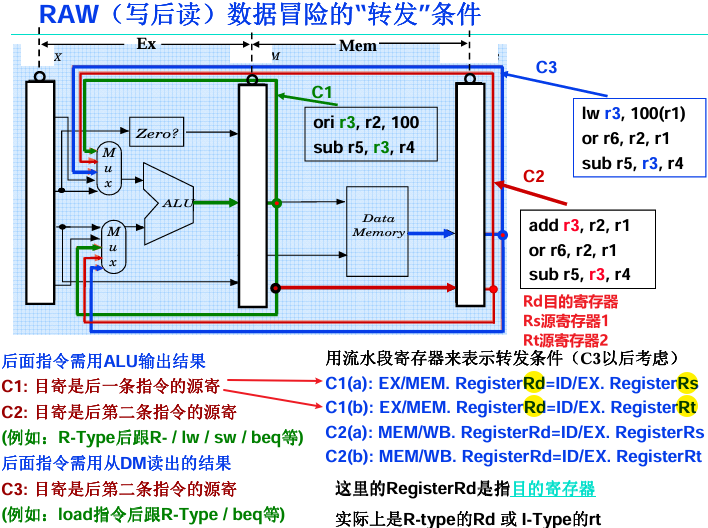 RAW（写后读）数据冒险的“转发”条件
X
Ex
M
Mem
C1
C3
ori r3, r2, 100
sub r5, r3, r4
lw r3, 100(r1)
or r6, r2, r1
sub r5, r3, r4
Zero?
M
u
x
ALU
M
u
x
Data
Memory
C2
add r3, r2, r1
or r6, r2, r1
sub r5, r3, r4
Rd目的寄存器
Rs源寄存器1
Rt源寄存器2
后面指令需用ALU输出结果
C1: 目寄是后一条指令的源寄
C2: 目寄是后第二条指令的源寄
(例如：R-Type后跟R- / lw / sw / beq等)
后面指令需用从DM读出的结果
C3: 目寄是后第二条指令的源寄
(例如：load指令后跟R-Type / beq等)
用流水段寄存器来表示转发条件（C3以后考虑）
C1(a): EX/MEM. RegisterRd=ID/EX. RegisterRs
C1(b): EX/MEM. RegisterRd=ID/EX. RegisterRt
C2(a): MEM/WB. RegisterRd=ID/EX. RegisterRs
C2(b): MEM/WB. RegisterRd=ID/EX. RegisterRt
这里的RegisterRd是指目的寄存器
实际上是R-type的Rd 或 I-Type的rt